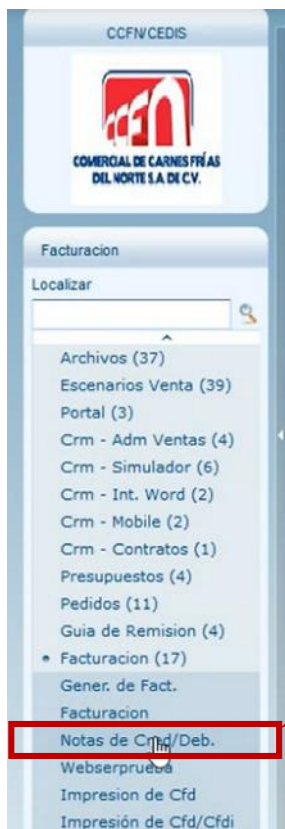 CCFN/CEDIS
CCFN
COMERCIAL DE CARNES FRÍAS
DEL NORTE S.A. DE C.V.
Facturacion
Localizar
Archivos (37)
Escenarios Venta (39)
Portal (3)
Crm - Adm Ventas (4)
Crm - Simulador (6)
Crm - Int. Word (2)
Crm - Mobile (2)
Crm - Contratos (1)
Presupuestos (4)
Pedidos (11)
Guia de Remision (4)
Facturacion (17)
Gener. de Fact.
Facturacion
Notas de Cred/Deb.
Webserprueba
Impresion de Cfd
Impresión de Cfd/Cfdi